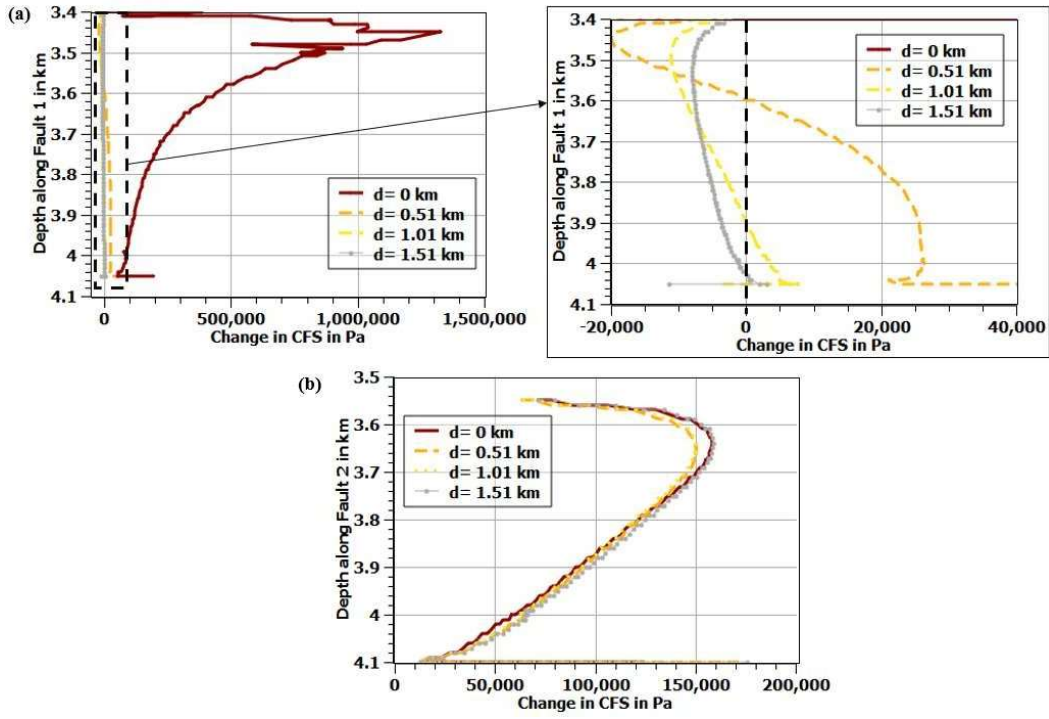 (a)
3.4
3.5
3.6
3.7
3.8
3.9
4
4.1
Depth along Fault 1 in km
d= 0 km
d= 0.51 km
d= 1.01 km
d= 1.51 km
0
500,000
1,000,000
1,500,000
Change in CFS in Pa
3.4
3.5
3.6
3.7
3.8
3.9
4
4.1
Depth along Fault 1 in km
d= 0 km
d= 0.51 km
d= 1.01 km
d= 1.51 km
-20,000
0
20,000
40,000
Change in CFS in Pa
(b)
3.5
3.6
3.7
3.8
3.9
4
4.1
Depth along Fault 2 in km
d= 0 km
d= 0.51 km
d= 1.01 km
d= 1.51 km
0
50,000
100,000
150,000
200,000
Change in CFS in Pa